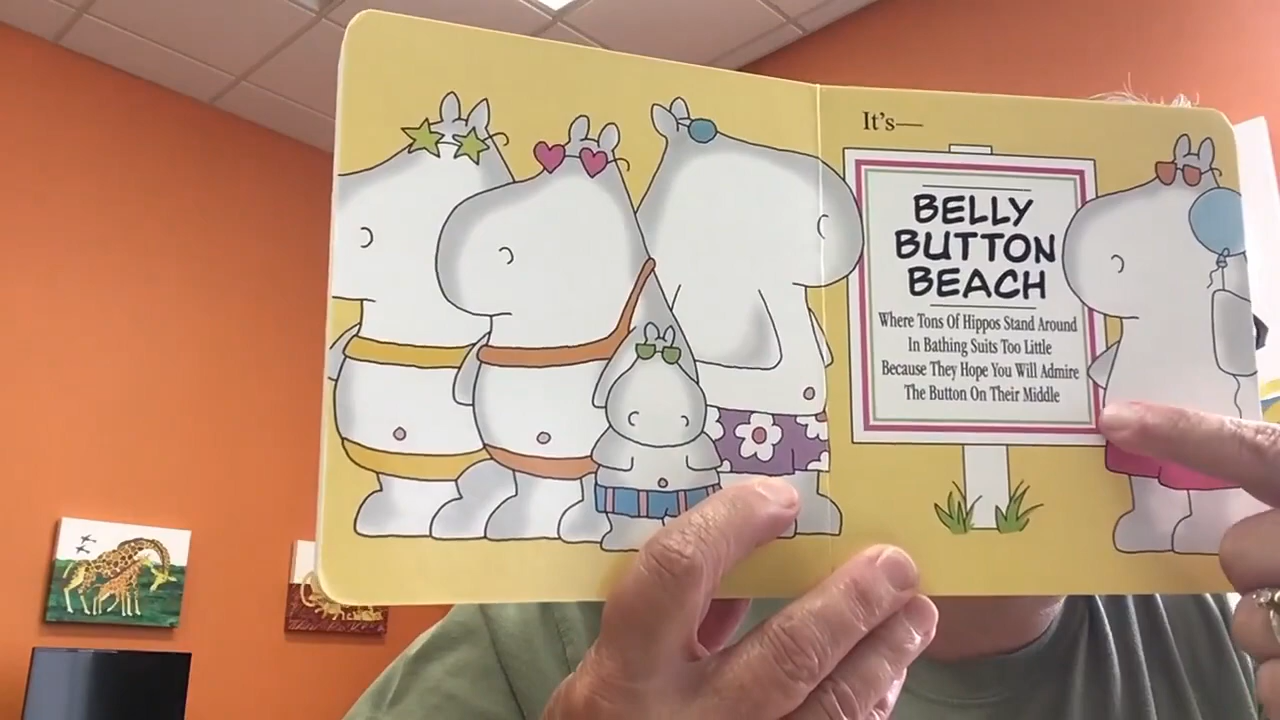 It's—
BELLY
BUTTON
BEACH
Where Tons Of Hippos Stand Around
In Bathing Suits Too Little
Because They Hope You Will Admire
The Button On Their Middle